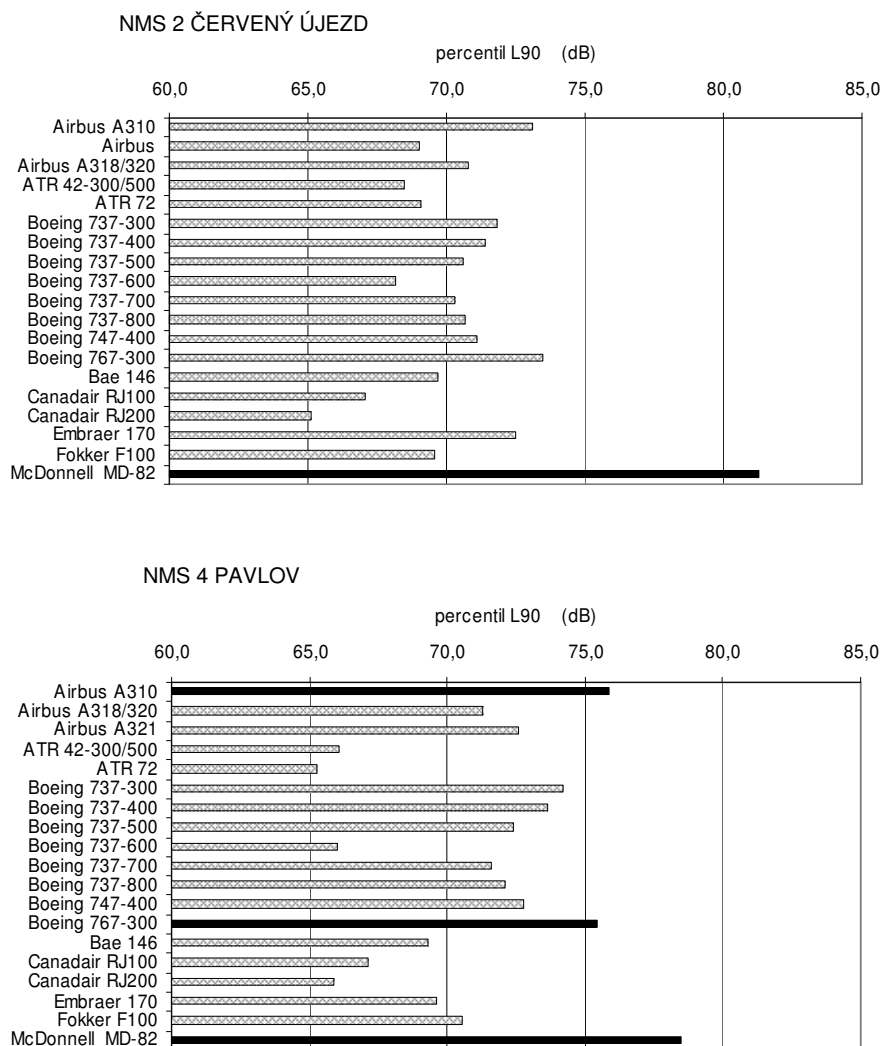 NMS 2 ČERVENÝ ÚJEZD
percentil L90 (dB)
60,0 65,0 70,0 75,0 80,0 85,0
Airbus A310
Airbus
Airbus A318/320
ATR 42-300/500
ATR 72
Boeing 737-300
Boeing 737-400
Boeing 737-500
Boeing 737-600
Boeing 737-700
Boeing 737-800
Boeing 747-400
Boeing 767-300
Bae 146
Canadair RJ100
Canadair RJ200
Embraer 170
Fokker F100
McDonnell MD-82
NMS 4 PAVLOV
percentil L90 (dB)
60,0 65,0 70,0 75,0 80,0 85,0
Airbus A310
Airbus A318/320
Airbus A321
ATR 42-300/500
ATR 72
Boeing 737-300
Boeing 737-400
Boeing 737-500
Boeing 737-600
Boeing 737-700
Boeing 737-800
Boeing 747-400
Boeing 767-300
Bae 146
Canadair RJ100
Canadair RJ200
Embraer 170
Fokker F100
McDonnell MD-82